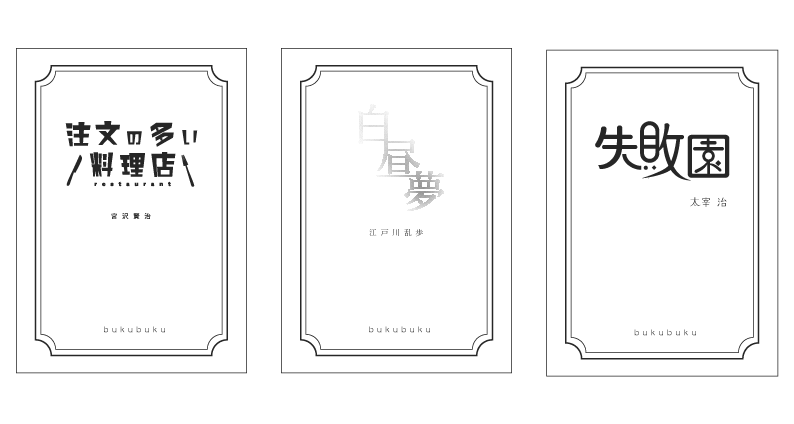 注文の多い
料理店
restaurant
宮沢賢治
bukubuku
白昼夢
江戸川乱歩
bukubuku
失敗園
太宰 治
bukubuku